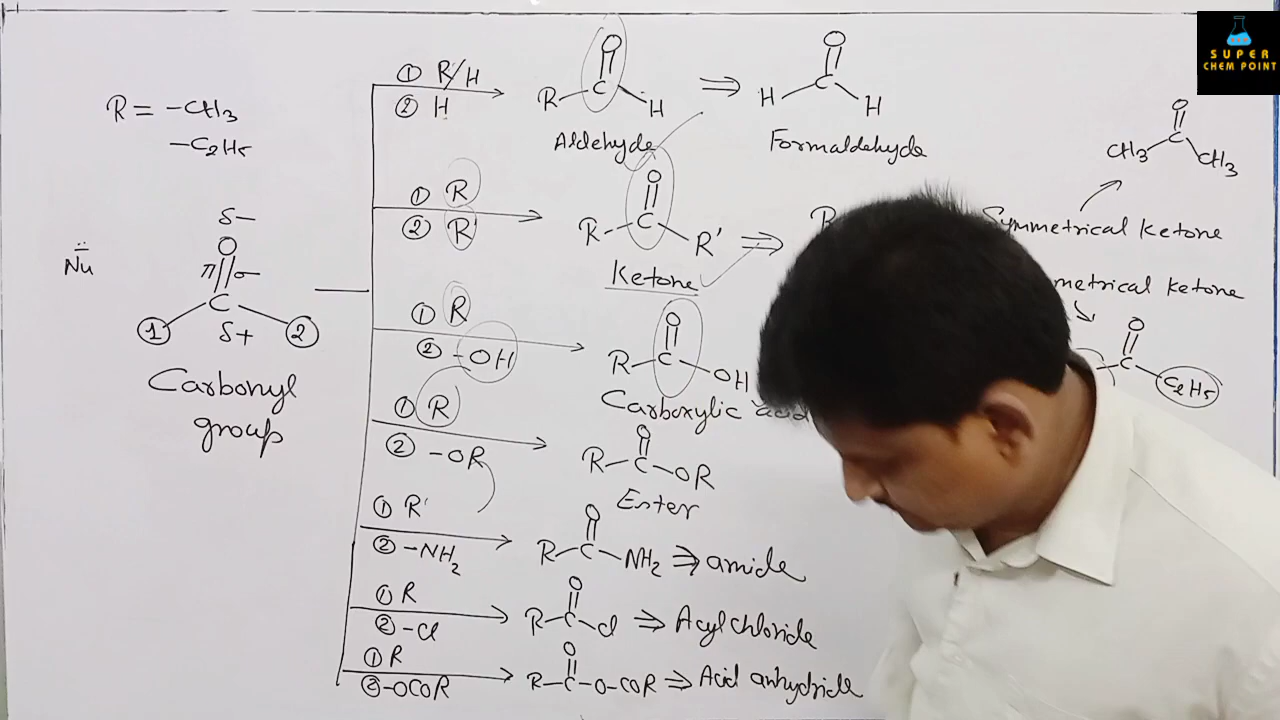 SUPER
CHEM POINT
R = -CH3
-C2H5
Nu
δ-
O
π σ
C
1 δ+ 2
Carbonyl
group
① R/H
② H
O
R C H
Aldehyde
⇒
O
H C H
Formaldehyde
① R
② R
O
R C R'
Ketone
⇒
O
CH3 C CH3
Symmetrical Ketone
metrical ketone
O
C C2H5
① R
② -OH
O
R-C-OH
Carboxylic acid
① R
② -OR
O
R-C-OR
Ester
① R'
② -NH2
O
R-C-NH2 ⇒ amide
① R
② -Cl
O
R-C-Cl ⇒ Acylchloride
① R
② -OCOR
O
R-C-O-COR ⇒ Acid anhydride